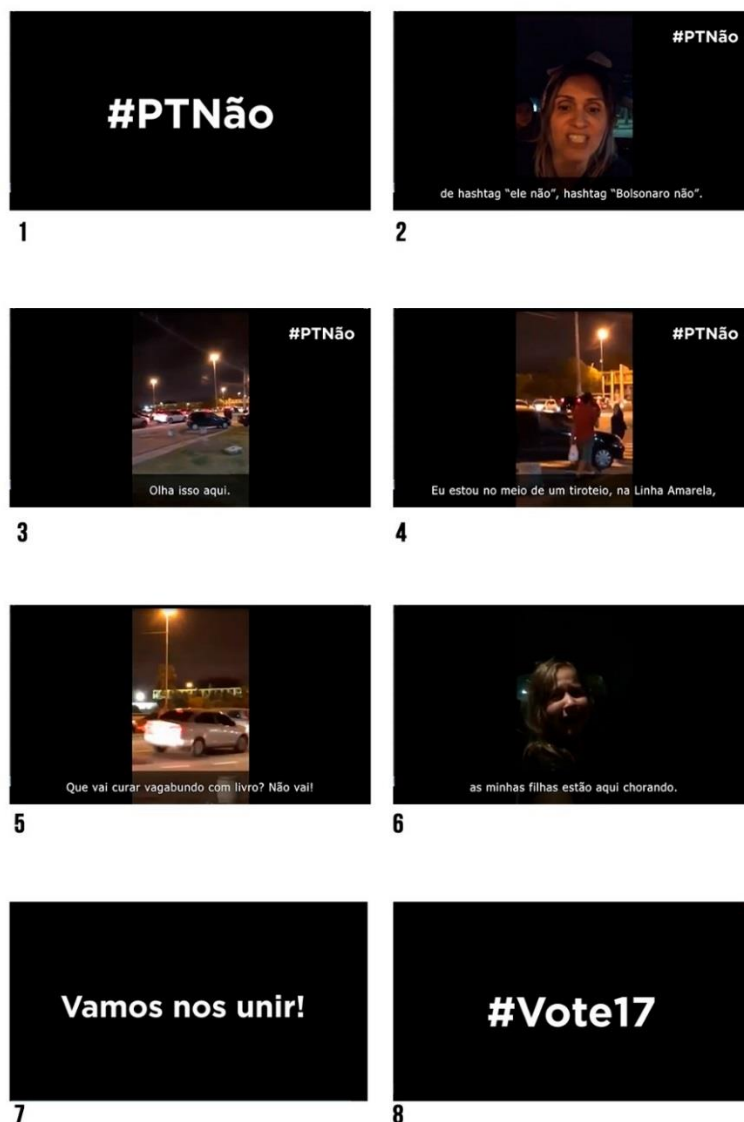 #PTNão
1
#PTNão
de hashtag “ele não”, hashtag “Bolsonaro não”.
2
#PTNão
Olha isso aqui.
3
#PTNão
Eu estou no meio de um tiroteio, na Linha Amarela,
4
Que vai curar vagabundo com livro? Não vai!
5
as minhas filhas estão aqui chorando.
6
Vamos nos unir!
7
#Vote17
8